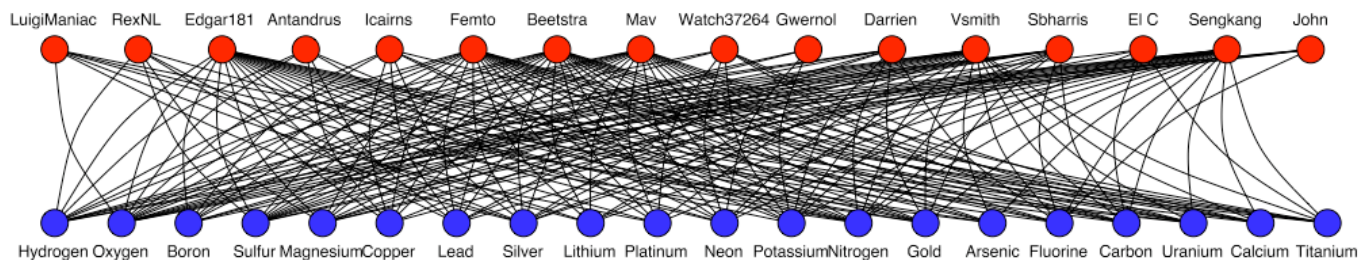 LuigiManiac RexNL Edgar181 Antandrus Icairns Femto Beetstra Mav Watch37264 Gwernol Darrien Vsmith Sbharris El C Sengkang John
Hydrogen Oxygen Boron Sulfur Magnesium Copper Lead Silver Lithium Platinum Neon Potassium Nitrogen Gold Arsenic Fluorine Carbon Uranium Calcium Titanium